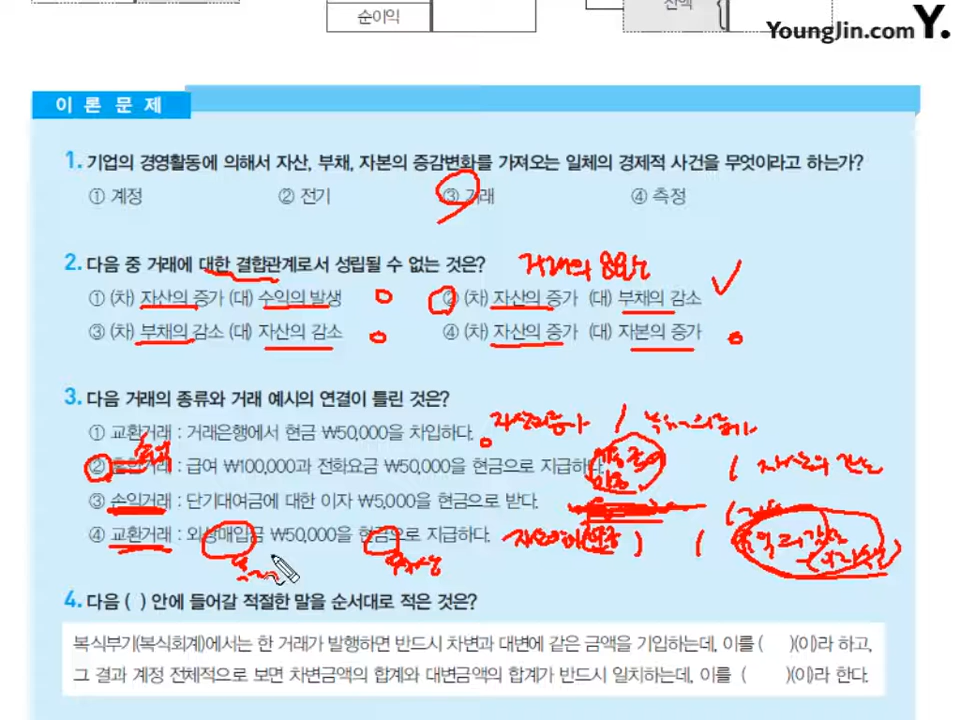 순이익
잔액
YoungJin.com Y.
이 론 문 제
1. 기업의 경영활동에 의해서 자산, 부채, 자본의 증감변화를 가져오는 일체의 경제적 사건을 무엇이라고 하는가?
① 계정 ② 전기 ③ 거래 ④ 측정
2. 다음 중 거래에 대한 결합관계로서 성립될 수 없는 것은? 거래의 8요소
① (차) 자산의 증가 (대) 수익의 발생 ② (차) 자산의 증가 (대) 부채의 감소
③ (차) 부채의 감소 (대) 자산의 감소 ④ (차) 자산의 증가 (대) 자본의 증가
3. 다음 거래의 종류와 거래 예시의 연결이 틀린 것은?
① 교환거래 : 거래은행에서 현금 ₩50,000을 차입하다. 자산의 증가 / 부채의 증가
② 혼합거래 : 급여 ₩100,000과 전화요금 ₩50,000을 현금으로 지급하다. / 자산의 감소
손익
③ 손익거래 : 단기대여금에 대한 이자 ₩5,000을 현금으로 받다.
④ 교환거래 : 외상매입금 ₩50,000을 현금으로 지급하다.
4. 다음 ( ) 안에 들어갈 적절한 말을 순서대로 적은 것은?
복식부기(복식회계)에서는 한 거래가 발행하면 반드시 차변과 대변에 같은 금액을 기입하는데, 이를 ( )(이)라 하고,
그 결과 계정 전체적으로 보면 차변금액의 합계와 대변금액의 합계가 반드시 일치하는데, 이를 ( )(이)라 한다.